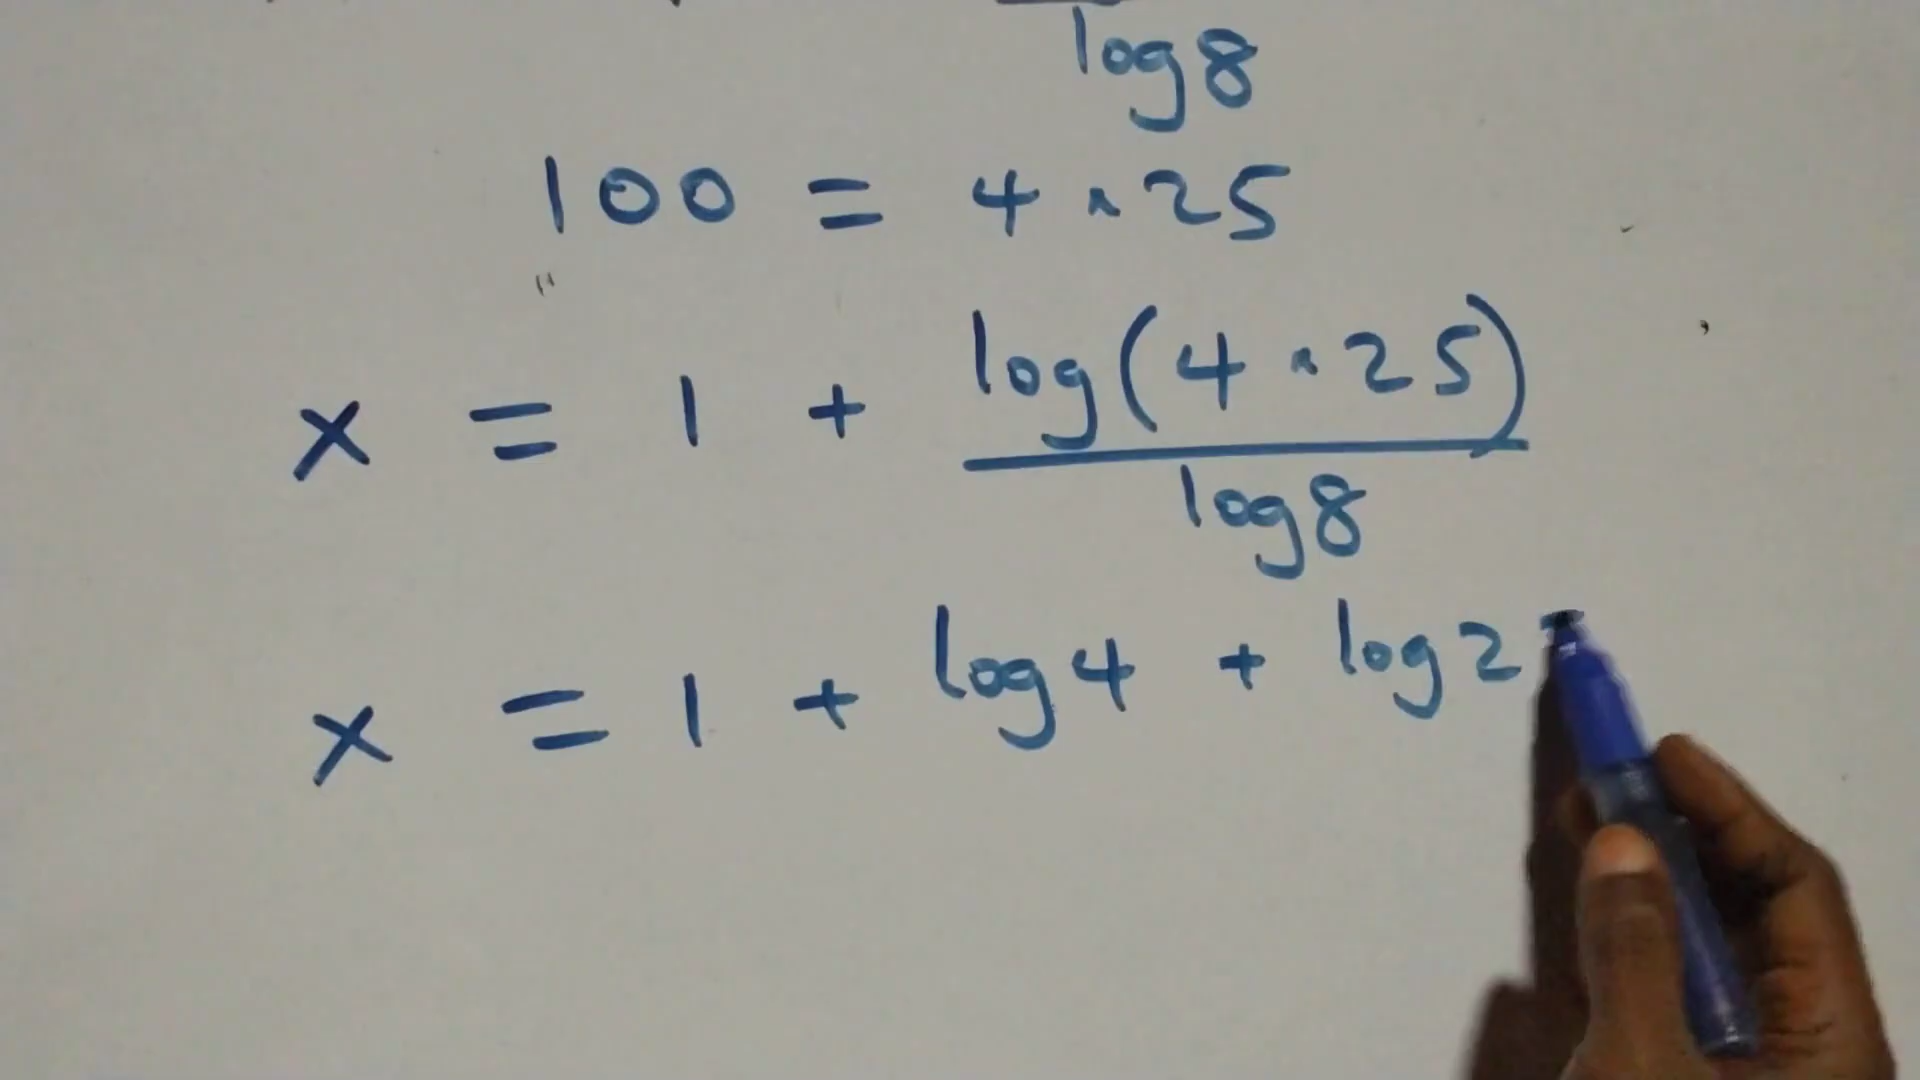 log8
100 = 4 × 25
x = 1 + log(4 × 25)
log8
x = 1 + log4 + log2